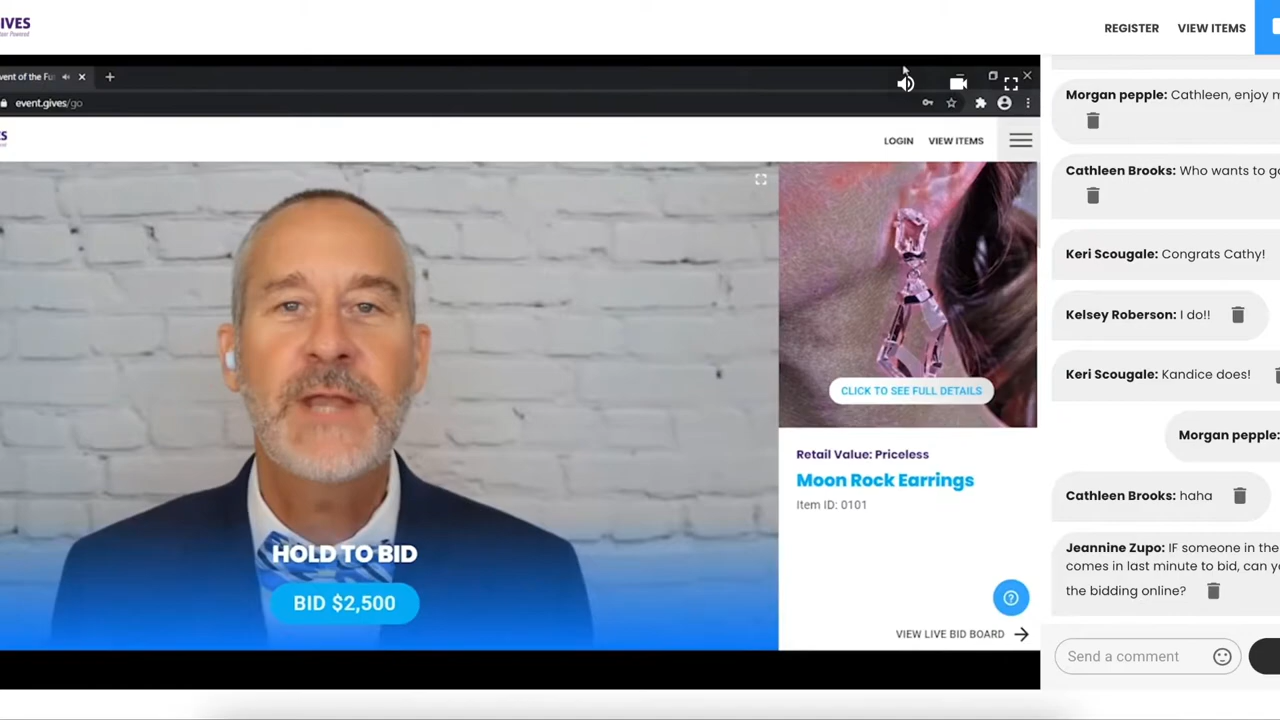 IVES
REGISTER
VIEW ITEMS
vent of the Fu
event.gives/go
LOGIN
VIEW ITEMS
HOLD TO BID
BID $2,500
CLICK TO SEE FULL DETAILS
Retail Value: Priceless
Moon Rock Earrings
Item ID: 0101
VIEW LIVE BID BOARD
Morgan pepple: Cathleen, enjoy m
Cathleen Brooks: Who wants to g
Keri Scougale: Congrats Cathy!
Kelsey Roberson: I do!!
Keri Scougale: Kandice does!
Morgan pepple:
Cathleen Brooks: haha
Jeannine Zupo: IF someone in the
comes in last minute to bid, can y
the bidding online?
Send a comment